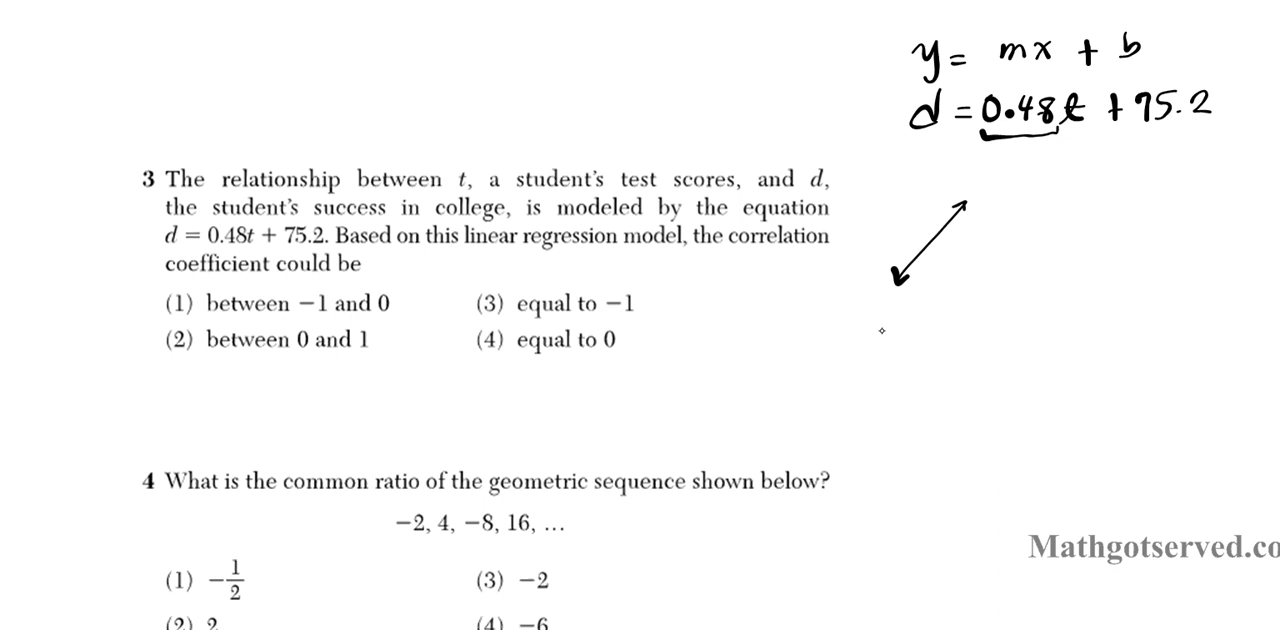 y = mx + b
d = 0.48t + 75.2
3 The relationship between t, a student's test scores, and d,
the student's success in college, is modeled by the equation
d = 0.48t + 75.2. Based on this linear regression model, the correlation
coefficient could be
(1) between −1 and 0 (3) equal to −1
(2) between 0 and 1 (4) equal to 0
4 What is the common ratio of the geometric sequence shown below?
−2, 4, −8, 16, …
Mathgotserved.co
(1) −1/2 (3) −2
(2) 2 (4) −6